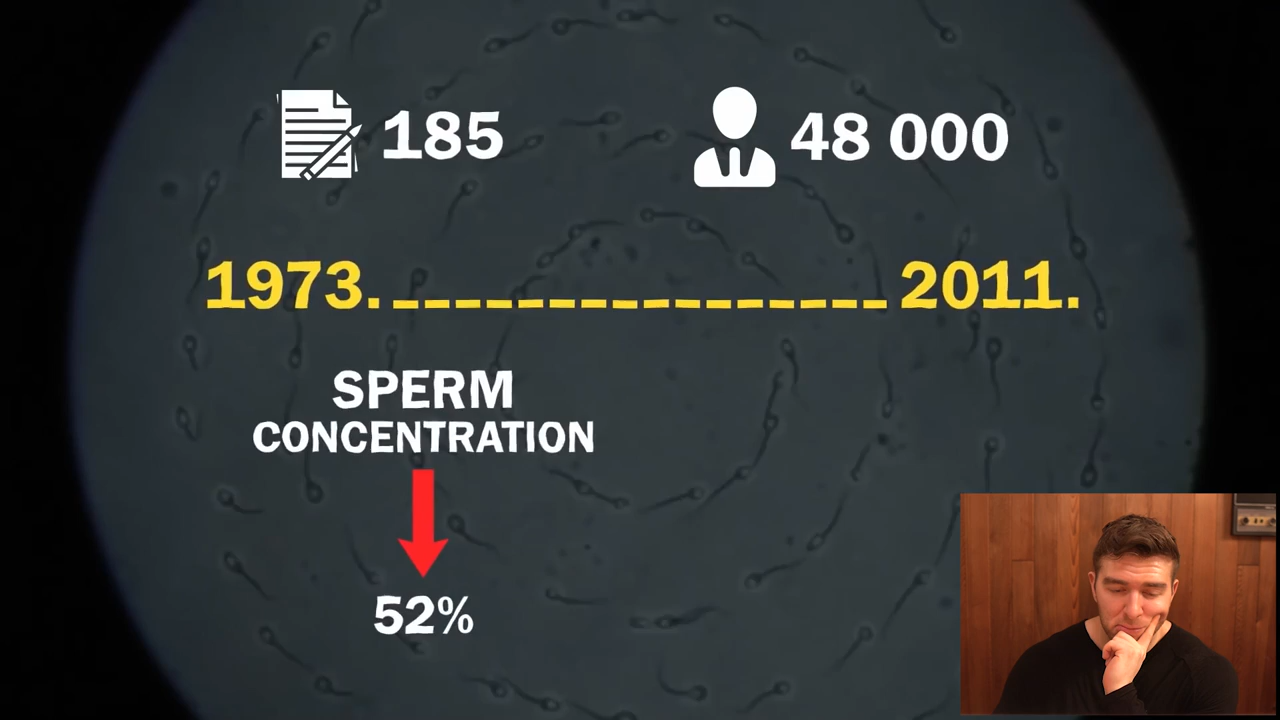 185
48 000
1973. 2011.
SPERM
CONCENTRATION
52%